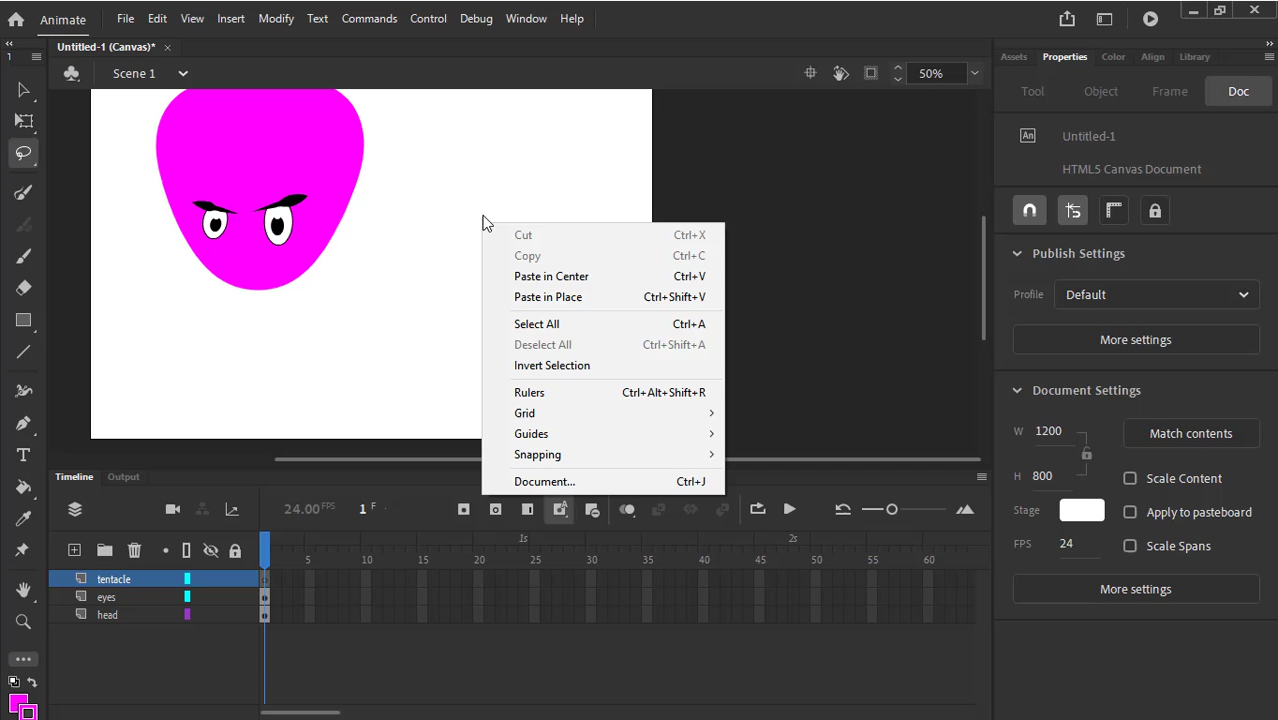 Animate File Edit View Insert Modify Text Commands Control Debug Window Help
Untitled-1 (Canvas)*
1
Assets Properties Color Align Library
Scene 1 50%
Tool Object Frame Doc
An Untitled-1
HTML5 Canvas Document
Publish Settings
Profile Default
More settings
Document Settings
W 1200 Match contents
H 800 Scale Content
Stage Apply to pasteboard
FPS 24 Scale Spans
More settings
Cut Ctrl+X
Copy Ctrl+C
Paste in Center Ctrl+V
Paste in Place Ctrl+Shift+V
Select All Ctrl+A
Deselect All Ctrl+Shift+A
Invert Selection
Rulers Ctrl+Alt+Shift+R
Grid
Guides
Snapping
Document... Ctrl+J
Timeline Output
24.00 FPS 1 F
1s 2s
5 10 15 20 25 30 35 40 45 50 55 60
tentacle
eyes
head